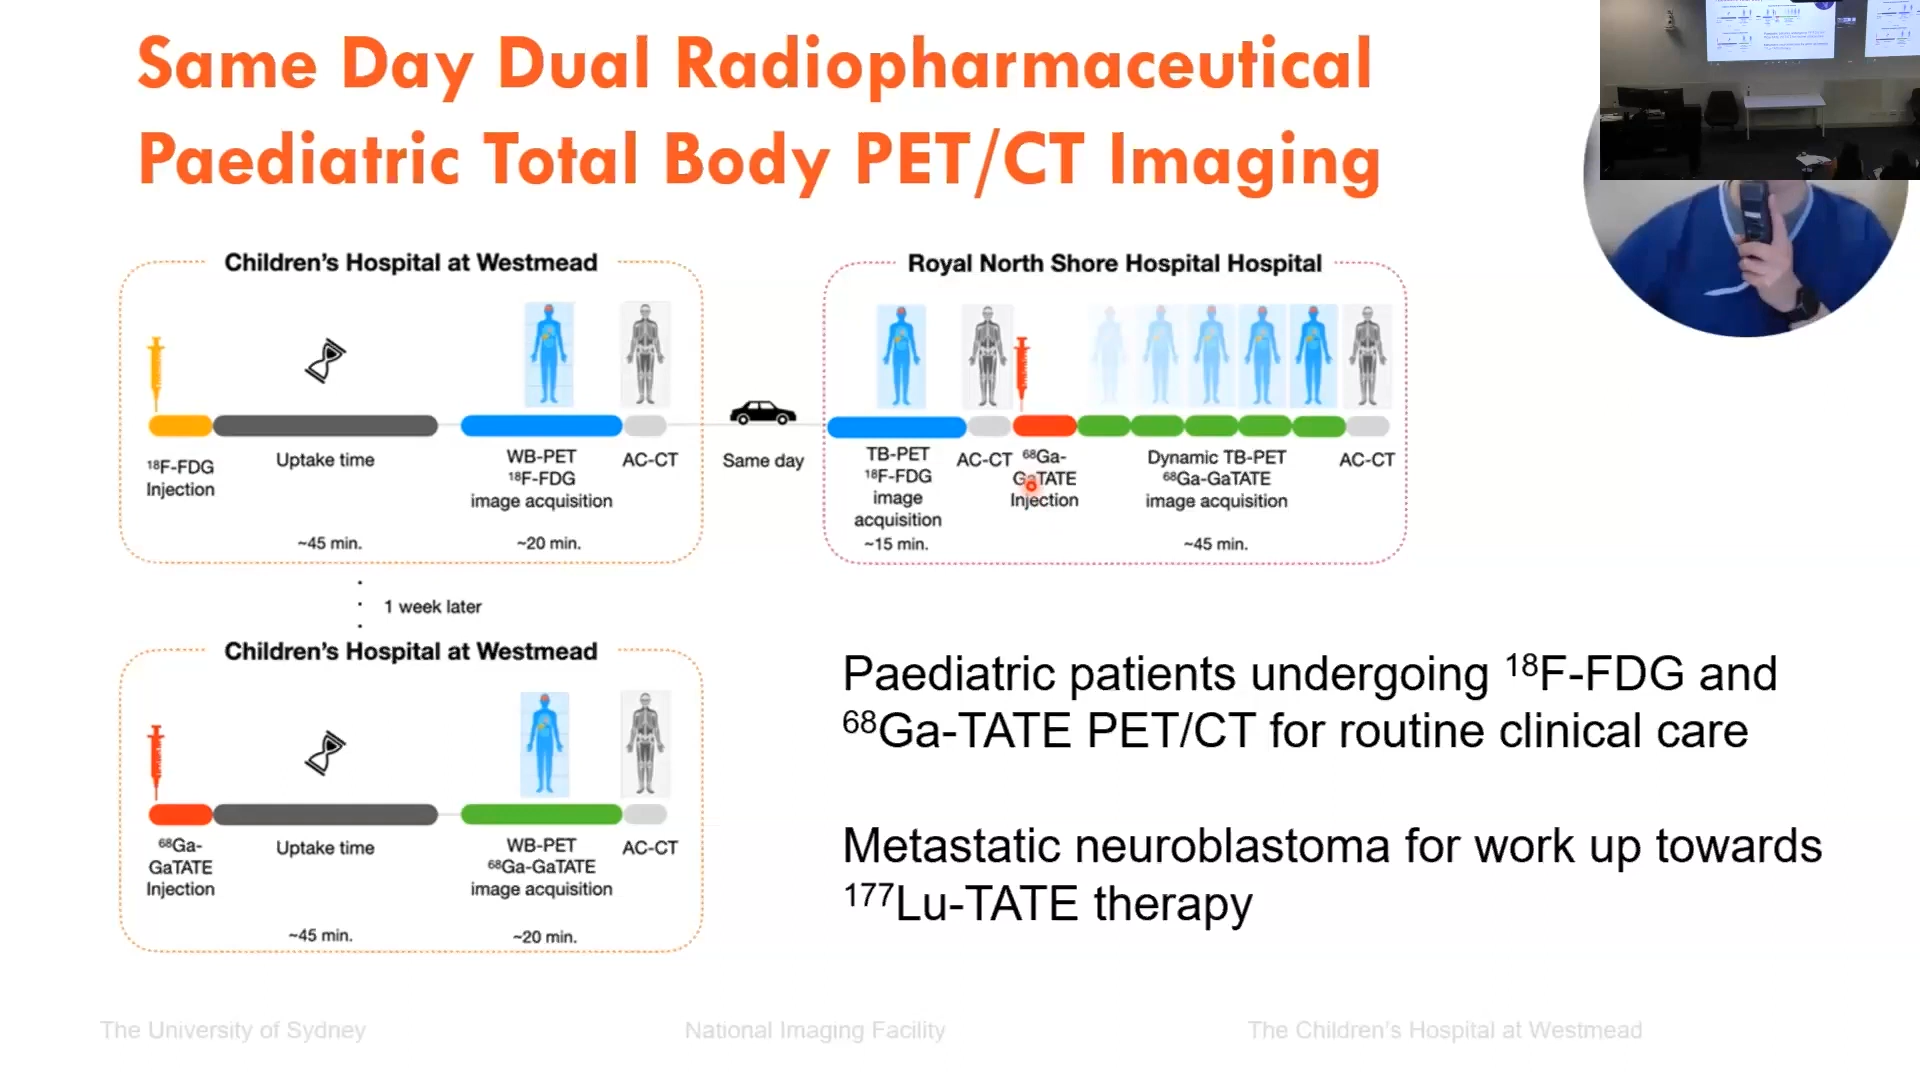 Same Day Dual Radiopharmaceutical
Paediatric Total Body PET/CT Imaging
Children's Hospital at Westmead
18F-FDG
Injection
Uptake time
~45 min.
WB-PET
18F-FDG
image acquisition
~20 min.
AC-CT
Same day
Royal North Shore Hospital Hospital
TB-PET
18F-FDG
image
acquisition
~15 min.
AC-CT
68Ga-
GaTATE
Injection
Dynamic TB-PET
68Ga-GaTATE
image acquisition
~45 min.
AC-CT
1 week later
Children's Hospital at Westmead
68Ga-
GaTATE
Injection
Uptake time
~45 min.
WB-PET
68Ga-GaTATE
image acquisition
~20 min.
AC-CT
Paediatric patients undergoing 18F-FDG and
68Ga-TATE PET/CT for routine clinical care
Metastatic neuroblastoma for work up towards
177Lu-TATE therapy
The University of Sydney
National Imaging Facility
The Children's Hospital at Westmead